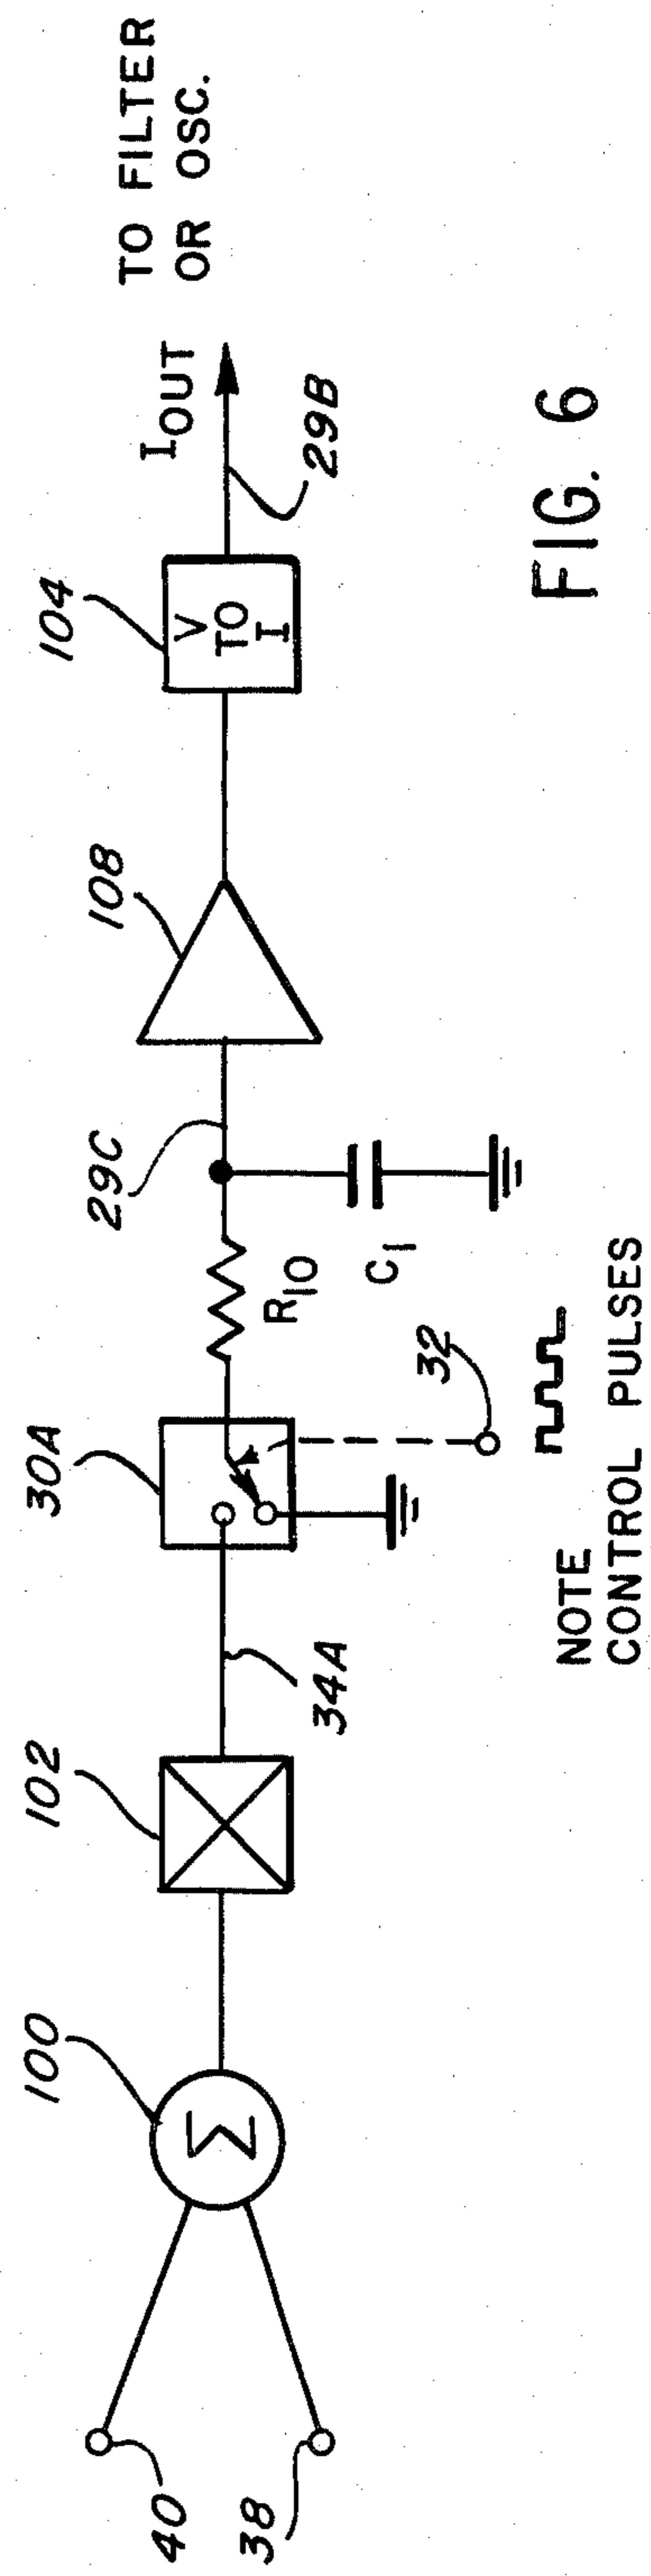 40
38
100
Σ
102
34A
30A
32
NOTE
CONTROL PULSES
R10
C1
29C
108
104
V
TO
I
IOUT
29B
TO FILTER
OR OSC.
FIG. 6